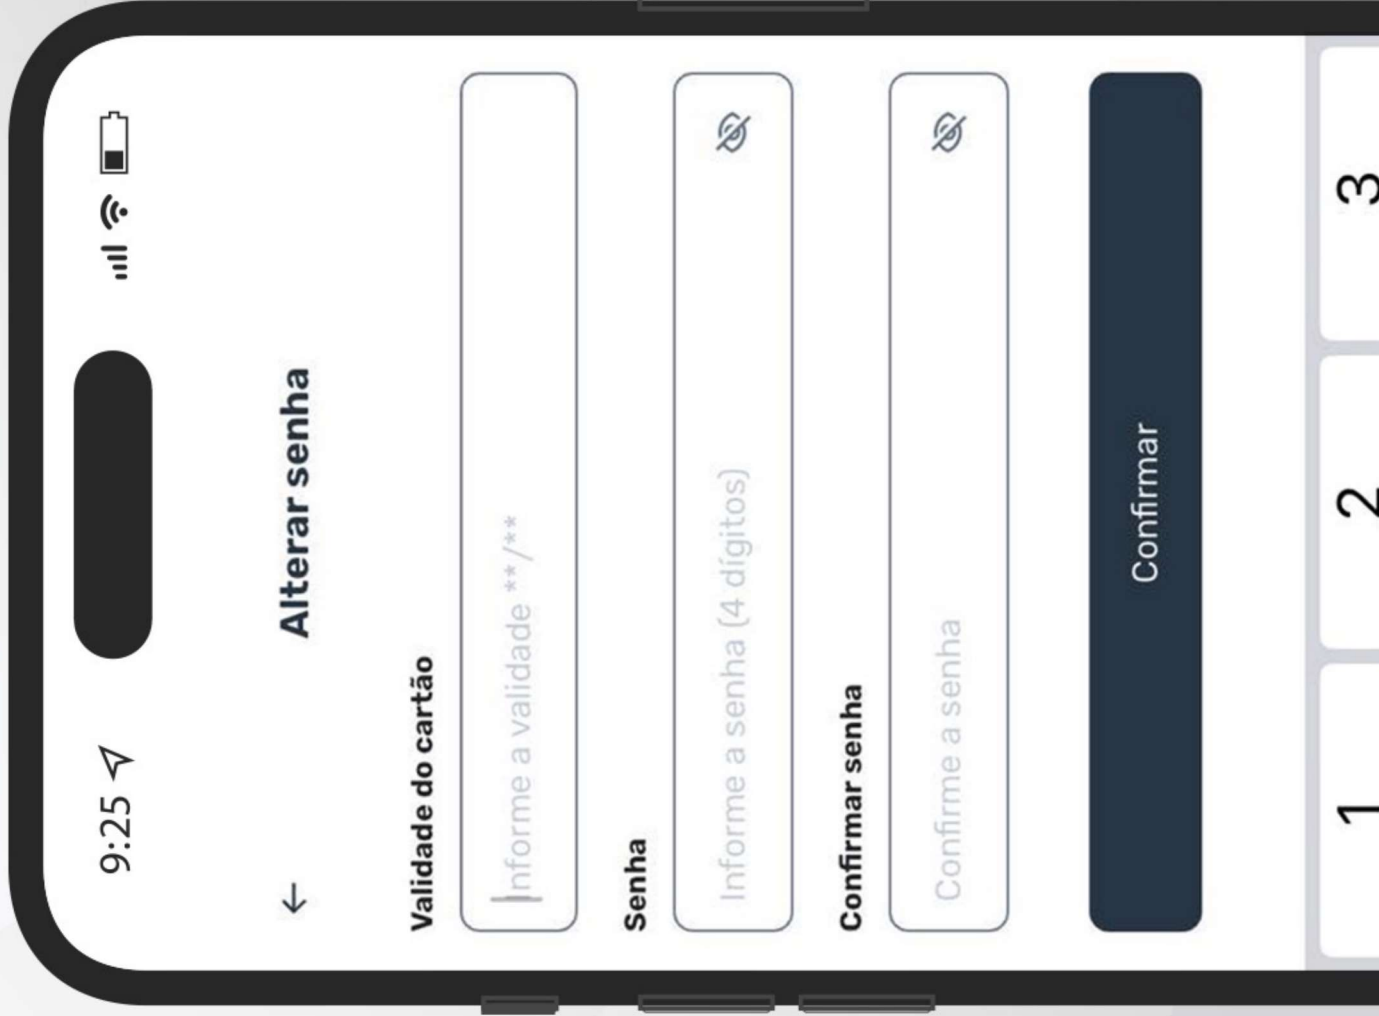 9:25
Alterar senha
Validade do cartão
Informe a validade **/**
Senha
Informe a senha (4 dígitos)
Confirmar senha
Confirme a senha
Confirmar
1 2 3